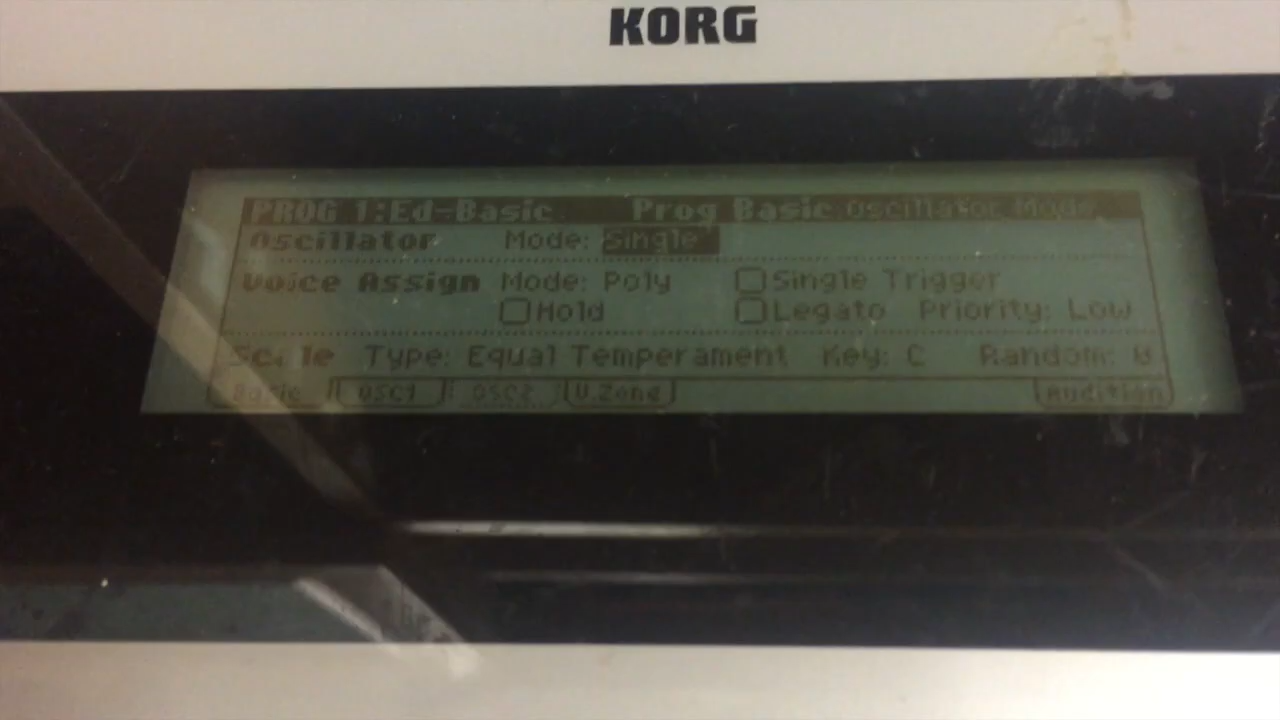 KORG
PROG 1:Ed-Basic Prog Basic Oscillator Mode
Oscillator Mode: Single
Voice Assign Mode: Poly Single Trigger
Hold Legato Priority: Low
Scale Type: Equal Temperament Key: C Random: 0
Basic OSC1 OSC2 V.Zone Audition